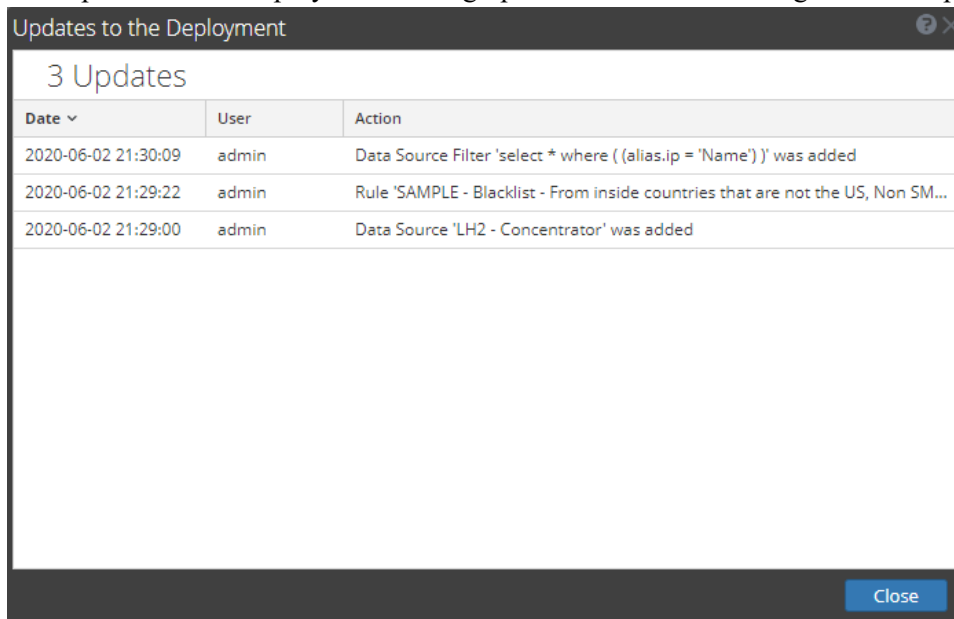 Updates to the Deployment
3 Updates
Date User Action
2020-06-02 21:30:09 admin Data Source Filter 'select * where ( (alias.ip = 'Name') )' was added
2020-06-02 21:29:22 admin Rule 'SAMPLE - Blacklist - From inside countries that are not the US, Non SM...
2020-06-02 21:29:00 admin Data Source 'LH2 - Concentrator' was added
Close